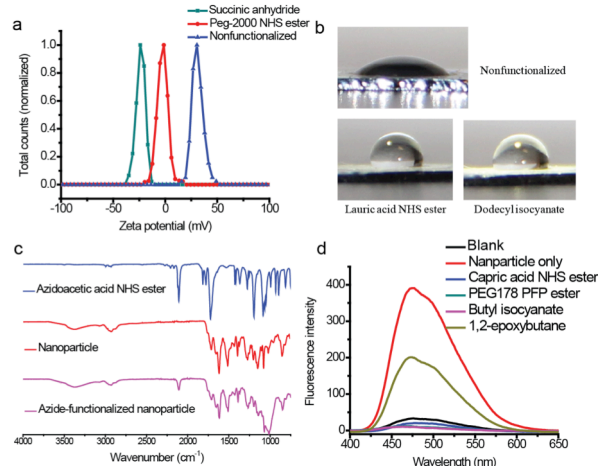 a
Succinic anhydride
Peg-2000 NHS ester
Nonfunctionalized
Total counts (normalized)
1.0
0.8
0.6
0.4
0.2
0.0
-100 -50 0 50 100
Zeta potential (mV)
b
Nonfunctionalized
Lauric acid NHS ester Dodecyl isocyanate
c
Azidoacetic acid NHS ester
Nanoparticle
Azide-functionalized nanoparticle
4000 3500 3000 2500 2000 1500 1000
Wavenumber (cm⁻¹)
d
Blank
Nanparticle only
Capric acid NHS ester
PEG178 PFP ester
Butyl isocyanate
1,2-epoxybutane
Fluorescence intensity
400
300
200
100
0
400 450 500 550 600 650
Wavelength (nm)